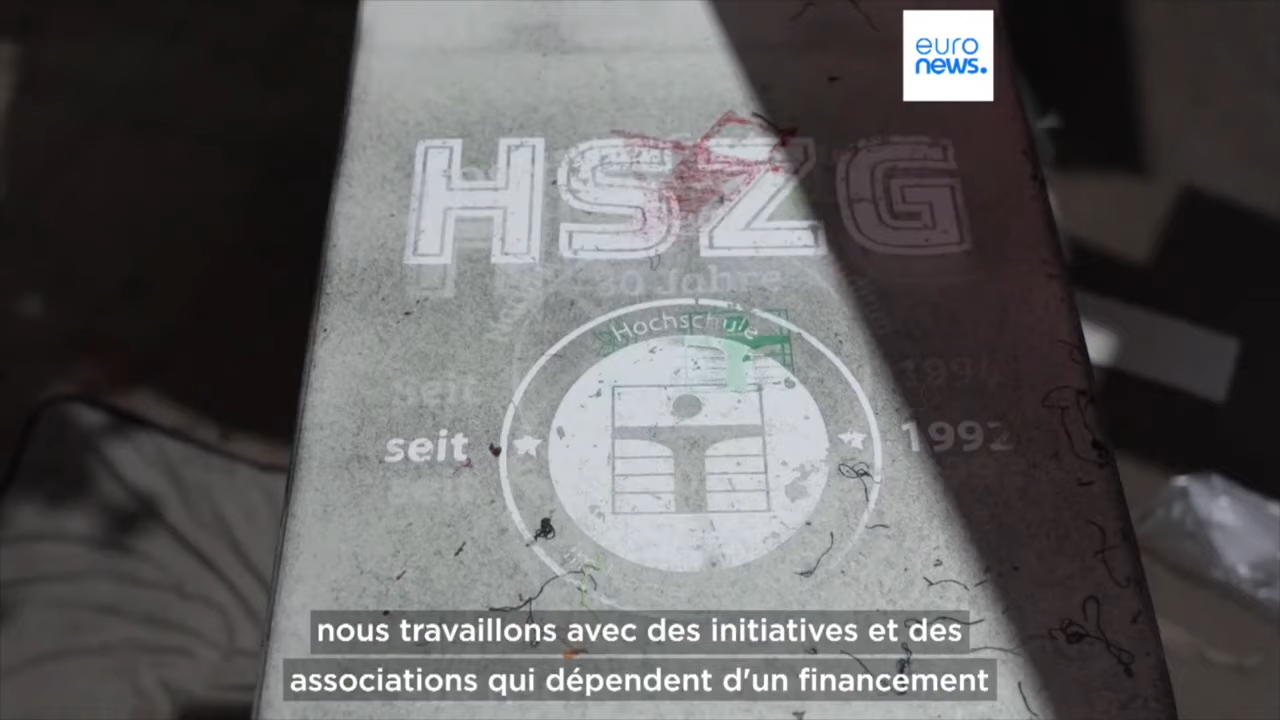 euro
news.
HSZG
30 Jahre
Hochschule
seit
1992
nous travaillons avec des initiatives et des
associations qui dépendent d'un financement